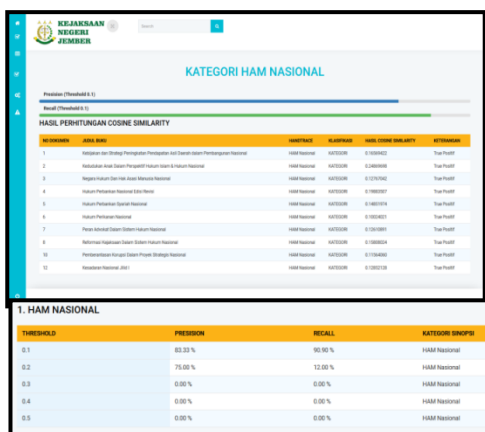 KEJAKSAAN
NEGERI
JEMBER
Search
KATEGORI HAM NASIONAL
Presision (Threshold 0.1)
Recall (Threshold 0.1)
HASIL PERHITUNGAN COSINE SIMILARITY
NO DOKUMEN JUDUL BUKU HAMSTRACE KLASIFIKASI HASIL COSINE SIMILARITY KETERANGAN
1 Kebijakan dan Strategi Peningkatan Pendapatan Asli Daerah dalam Pembangunan Nasional HAM Nasional KATEGORI True Positif
2 Kedudukan Anak Dalam Perspektif Hukum Islam & Hukum Nasional HAM Nasional KATEGORI True Positif
3 Negara Hukum Dan Hak Asasi Manusia Nasional HAM Nasional KATEGORI True Positif
4 Hukum Perbankan Nasional Edisi Revisi HAM Nasional KATEGORI True Positif
5 Hukum Perbankan Syariah Nasional HAM Nasional KATEGORI True Positif
6 Hukum Perikanan Nasional HAM Nasional KATEGORI True Positif
7 Peran Advokat Dalam Sistem Hukum Nasional HAM Nasional KATEGORI True Positif
8 Reformasi Kejaksaan Dalam Sistem Hukum Nasional HAM Nasional KATEGORI True Positif
10 Pemberantasan Korupsi Dalam Proyek Strategis Nasional HAM Nasional KATEGORI True Positif
12 Kesadaran Nasional Jilid I HAM Nasional KATEGORI True Positif
1. HAM NASIONAL
THRESHOLD PRESISION RECALL KATEGORI SINOPSI
0.1 83.33 % 90.90 % HAM Nasional
0.2 75.00 % 12.00 % HAM Nasional
0.3 0.00 % 0.00 % HAM Nasional
0.4 0.00 % 0.00 % HAM Nasional
0.5 0.00 % 0.00 % HAM Nasional